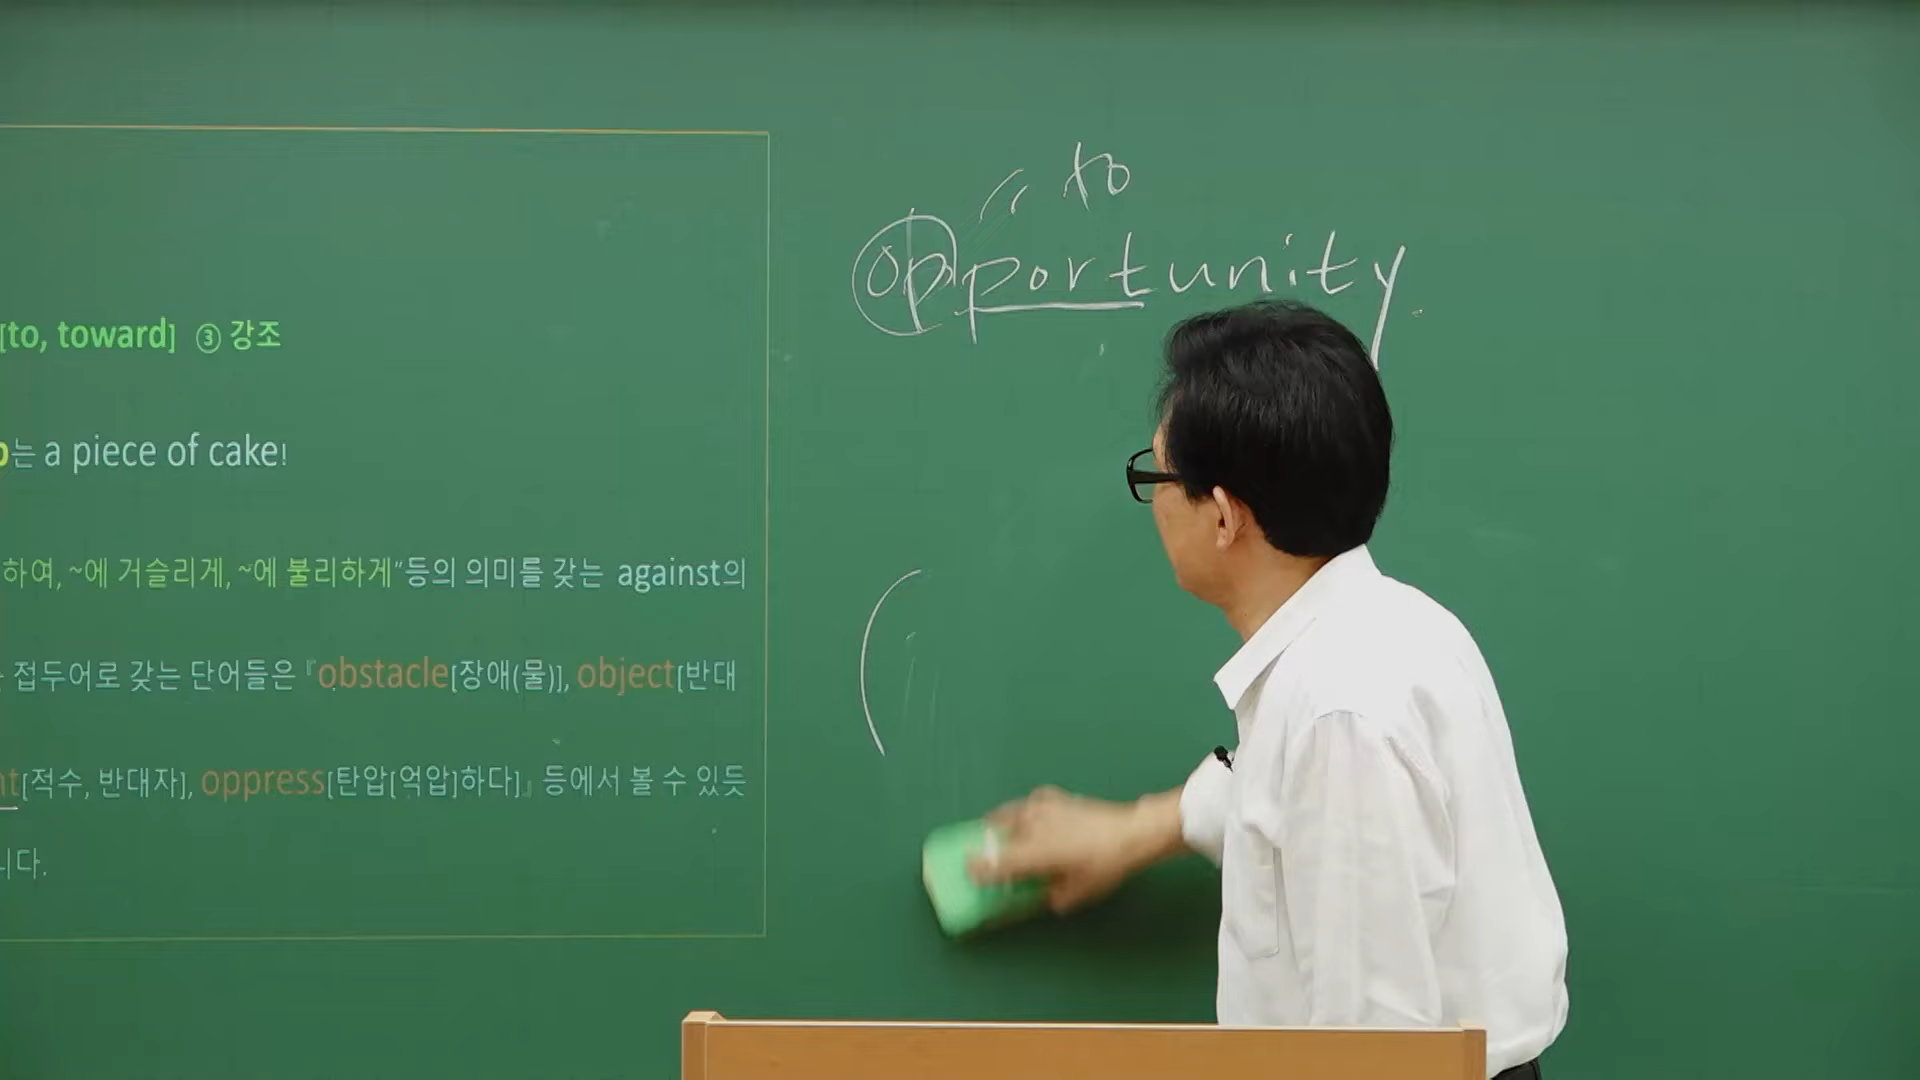 [to, toward] ③ 강조
는 a piece of cake!
하여, ~에 거슬리게, ~에 불리하게"등의 의미를 갖는 against의
접두어로 갖는 단어들은『obstacle[장애(물)], object[반대
nt[적수, 반대자], oppress[탄압[억압]하다]』등에서 볼 수 있듯
니다.
to
opportunity